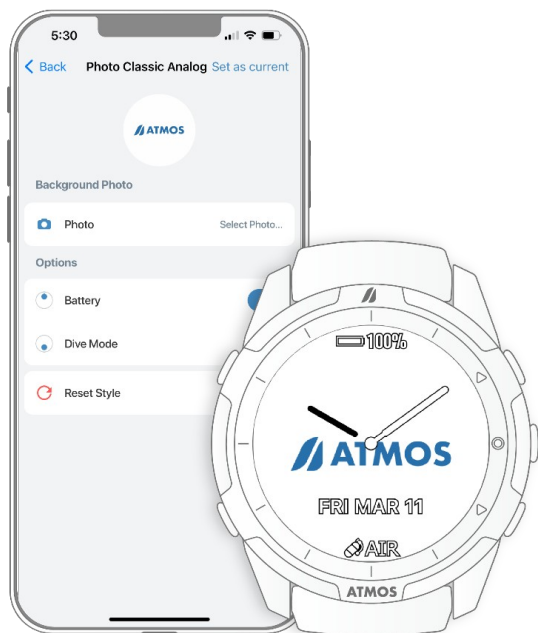 5:30
Back Photo Classic Analog Set as current
ATMOS
Background Photo
Photo Select Photo...
Options
Battery
Dive Mode
Reset Style
100%
ATMOS
FRI MAR 11
AIR
ATMOS